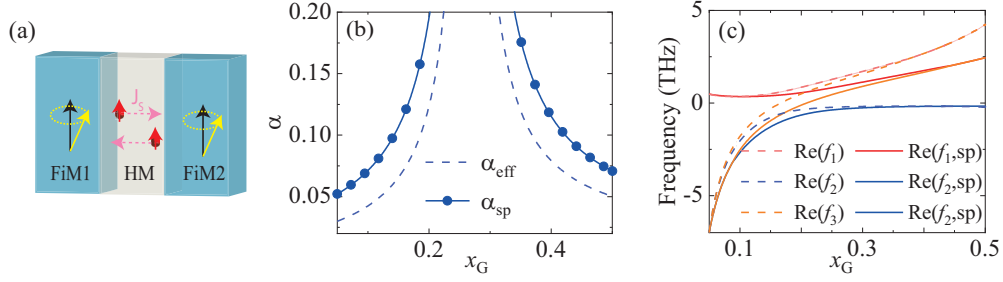 (a)
J_S
FiM1 HM FiM2
(b)
α
0.20
0.15
0.10
0.05
0.2 0.4
x_G
α_eff
α_sp
(c)
Frequency (THz)
5
0
-5
0.1 0.3 0.5
x_G
Re(f_1) Re(f_1,sp)
Re(f_2) Re(f_2,sp)
Re(f_3) Re(f_2,sp)